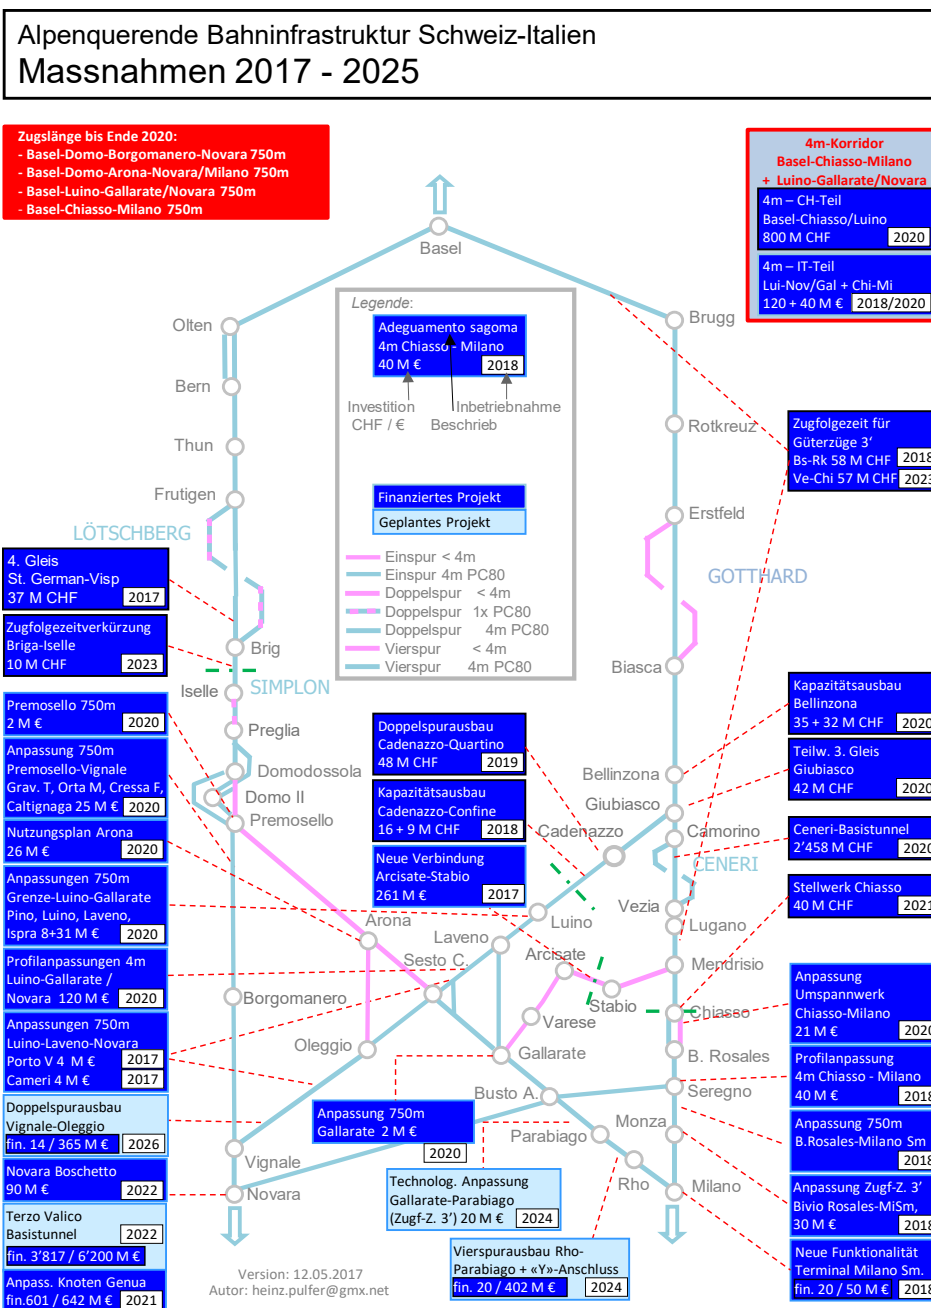 Alpenquerende Bahninfrastruktur Schweiz-Italien
Massnahmen 2017 - 2025
Zugslänge bis Ende 2020:
- Basel-Domo-Borgomanero-Novara 750m
- Basel-Domo-Arona-Novara/Milano 750m
- Basel-Luino-Gallarate/Novara 750m
- Basel-Chiasso-Milano 750m
4m-Korridor
Basel-Chiasso-Milano
+ Luino-Gallarate/Novara
4m – CH-Teil
Basel-Chiasso/Luino
800 M CHF 2020
4m – IT-Teil
Lui-Nov/Gal + Chi-Mi
120 + 40 M € 2018/2020
Basel
Olten
Bern
Thun
Frutigen
LÖTSCHBERG
Brig
Iselle
SIMPLON
Preglia
Domodossola
Domo II
Premosello
Borgomanero
Vignale
Novara
Legende:
Adeguamento sagoma
4m Chiasso - Milano
40 M € 2018
Investition
CHF / €
Beschrieb
Inbetriebnahme
Finanziertes Projekt
Geplantes Projekt
Einspur < 4m
Einspur 4m PC80
Doppelspur < 4m
Doppelspur 1x PC80
Doppelspur 4m PC80
Vierspur < 4m
Vierspur 4m PC80
Brugg
Rotkreuz
Erstfeld
GOTTHARD
Biasca
Bellinzona
Giubiasco
Cadenazzo
Camorino
CENERI
Vezia
Lugano
Mendrisio
Chiasso
B. Rosales
Seregno
Monza
Milano
Luino
Laveno
Arona
Sesto C.
Arcisate
Stabio
Varese
Oleggio
Gallarate
Busto A.
Parabiago
Rho
4. Gleis
St. German-Visp
37 M CHF 2017
Zugfolgezeitverkürzung
Briga-Iselle
10 M CHF 2023
Premosello 750m
2 M € 2020
Anpassung 750m
Premosello-Vignale
Grav. T, Orta M, Cressa F,
Caltignaga 25 M € 2020
Nutzungsplan Arona
26 M € 2020
Anpassungen 750m
Grenze-Luino-Gallarate
Pino, Luino, Laveno,
Ispra 8+31 M € 2020
Profilanpassungen 4m
Luino-Gallarate /
Novara 120 M € 2020
Anpassungen 750m
Luino-Laveno-Novara
Porto V 4 M € 2017
Cameri 4 M € 2017
Doppelspurausbau
Vignale-Oleggio
fin. 14 / 365 M € 2026
Novara Boschetto
90 M € 2022
Terzo Valico
Basistunnel 2022
fin. 3’817 / 6’200 M €
Anpass. Knoten Genua
fin.601 / 642 M € 2021
Doppelspurausbau
Cadenazzo-Quartino
48 M CHF 2019
Kapazitätsausbau
Cadenazzo-Confine
16 + 9 M CHF 2018
Neue Verbindung
Arcisate-Stabio
261 M € 2017
Anpassung 750m
Gallarate 2 M €
2020
Technolog. Anpassung
Gallarate-Parabiago
(Zugf-Z. 3’) 20 M € 2024
Vierspurausbau Rho-
Parabiago + «Y»-Anschluss
fin. 20 / 402 M € 2024
Zugfolgezeit für
Güterzüge 3‘
Bs-Rk 58 M CHF 2018
Ve-Chi 57 M CHF 2023
Kapazitätsausbau
Bellinzona
35 + 32 M CHF 2020
Teilw. 3. Gleis
Giubiasco
42 M CHF 2020
Ceneri-Basistunnel
2’458 M CHF 2020
Stellwerk Chiasso
40 M CHF 2021
Anpassung
Umspannwerk
Chiasso-Milano
21 M € 2020
Profilanpassung
4m Chiasso - Milano
40 M € 2018
Anpassung 750m
B.Rosales-Milano Sm
2018
Anpassung Zugf-Z. 3’
Bivio Rosales-MiSm,
30 M € 2018
Neue Funktionalität
Terminal Milano Sm.
fin. 20 / 50 M € 2018
Version: 12.05.2017
Autor: heinz.pulfer@gmx.net